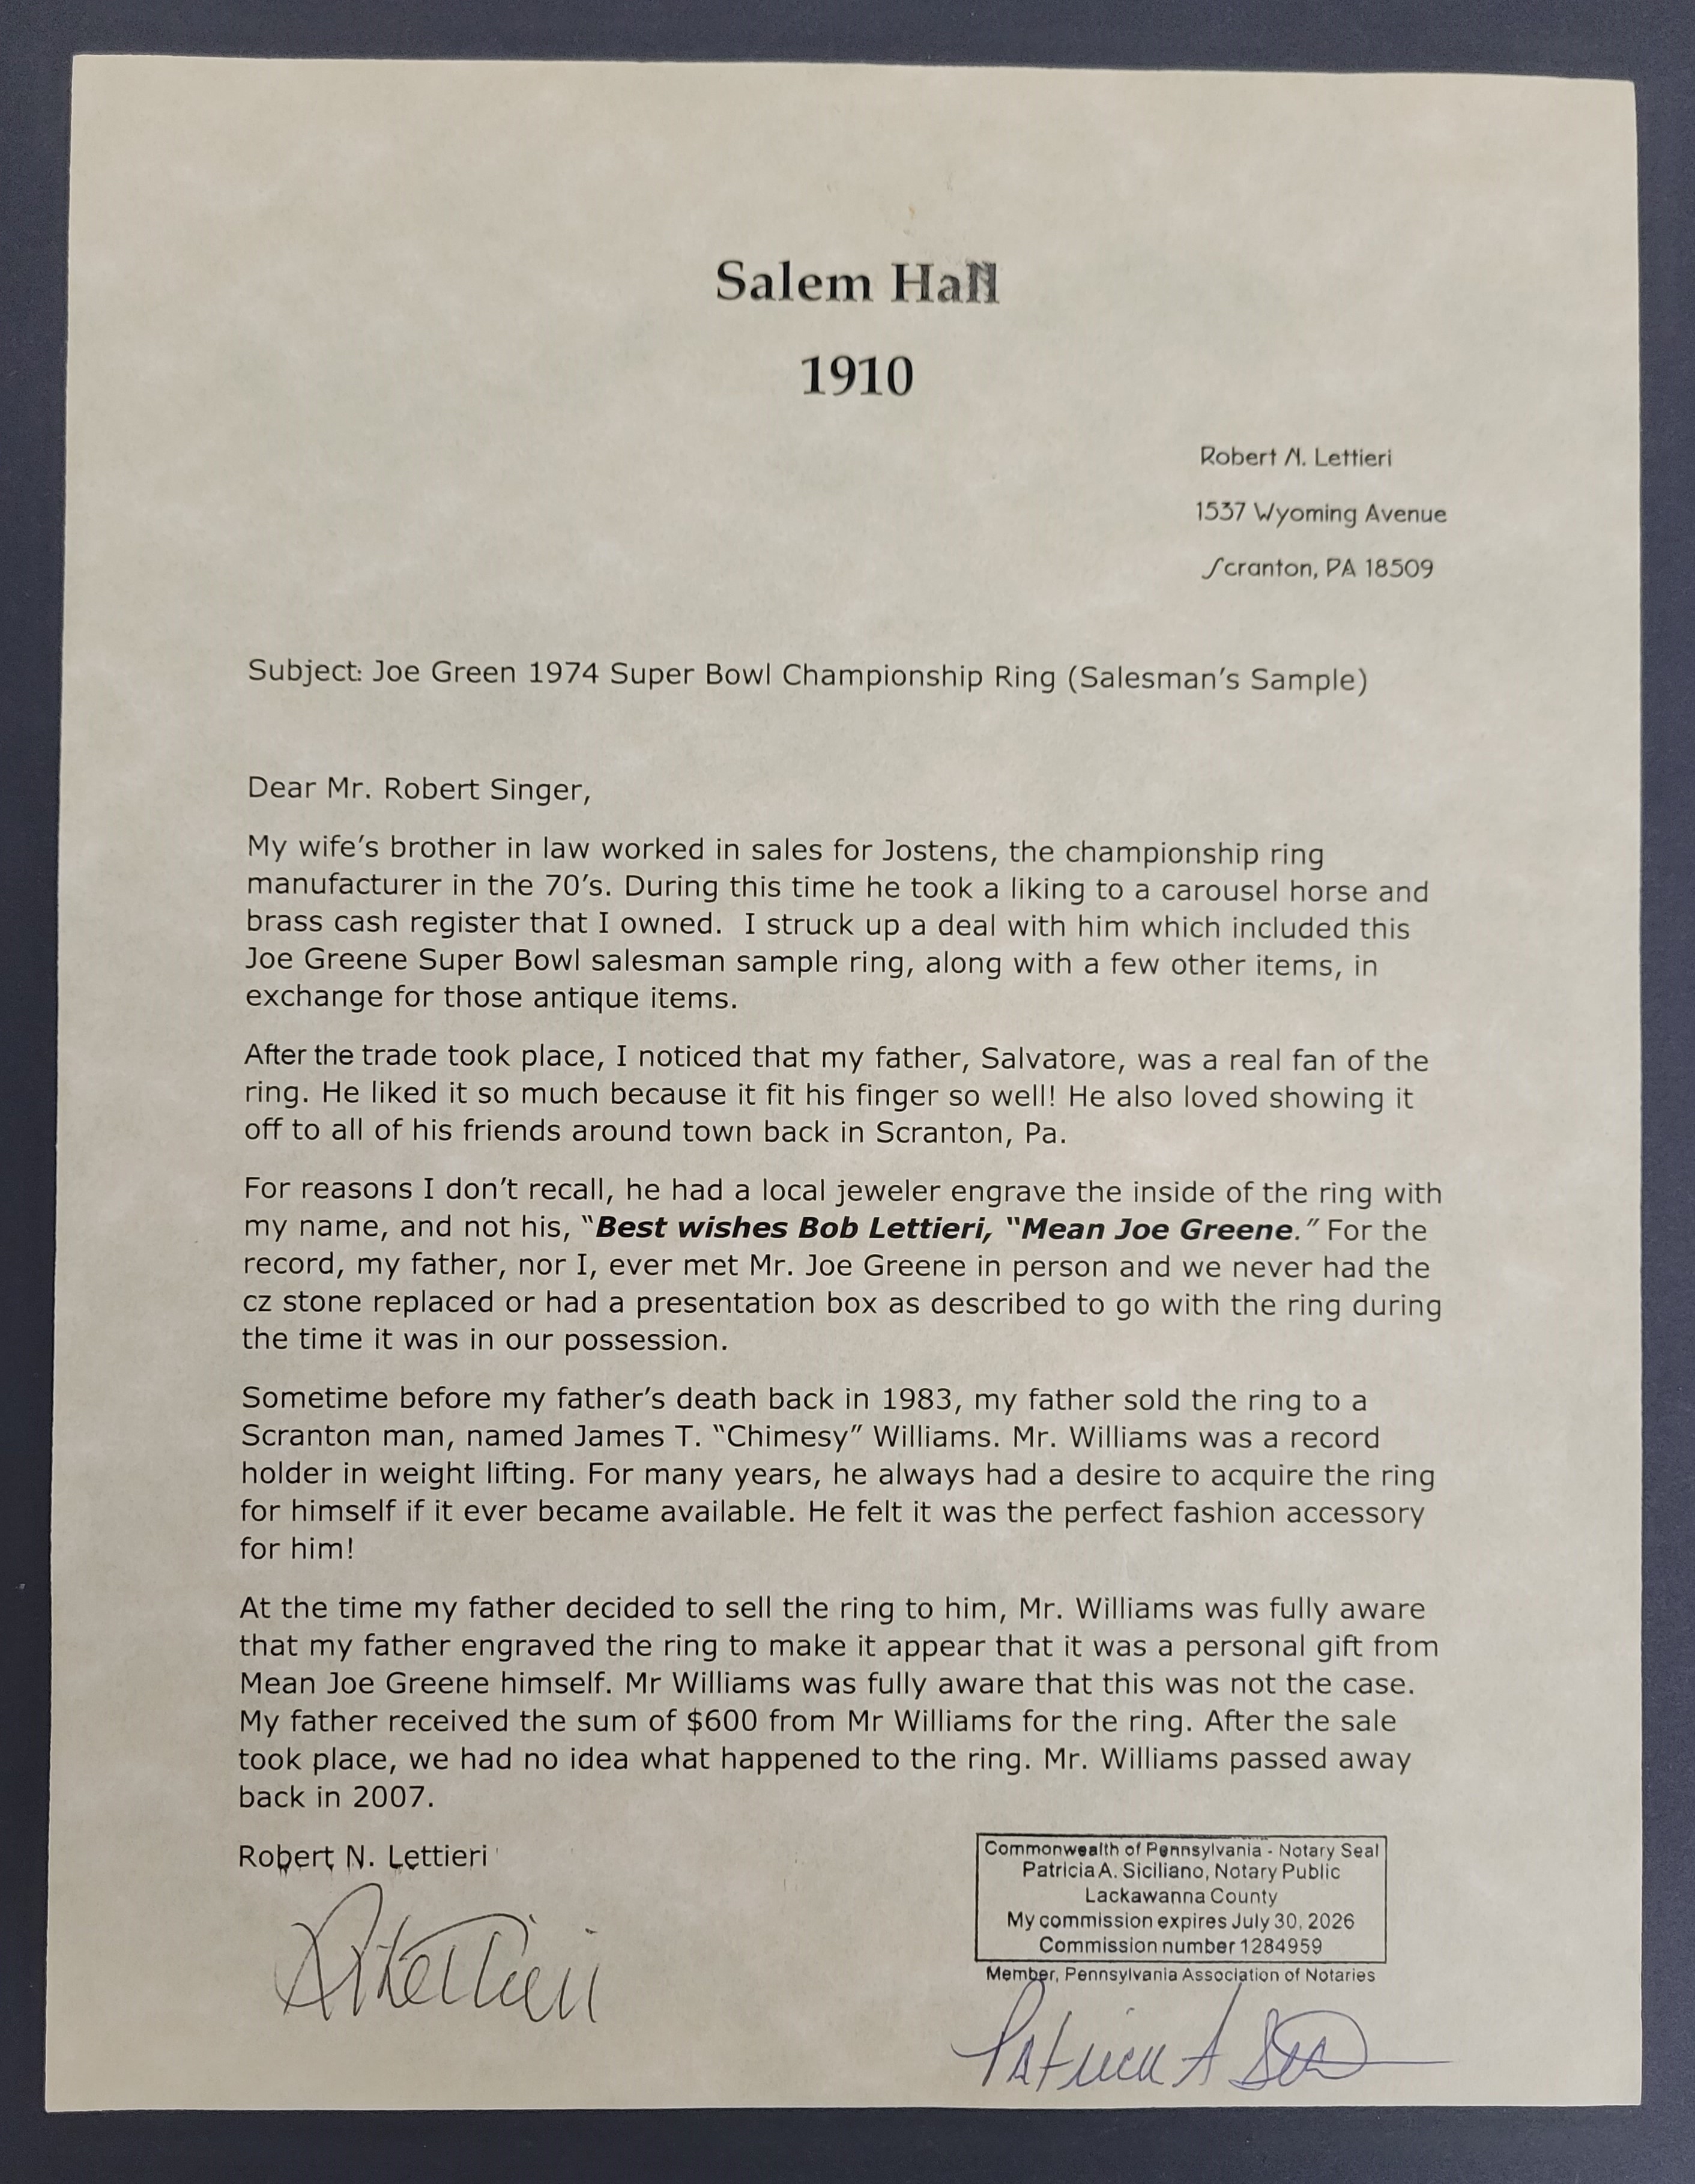 Salem Hall
1910
Robert N. Lettieri
1537 Wyoming Avenue
Scranton, PA 18509
Subject: Joe Green 1974 Super Bowl Championship Ring (Salesman’s Sample)
Dear Mr. Robert Singer,
My wife’s brother in law worked in sales for Jostens, the championship ring
manufacturer in the 70’s. During this time he took a liking to a carousel horse and
brass cash register that I owned.  I struck up a deal with him which included this
Joe Greene Super Bowl salesman sample ring, along with a few other items, in
exchange for those antique items.
After the trade took place, I noticed that my father, Salvatore, was a real fan of the
ring. He liked it so much because it fit his finger so well! He also loved showing it
off to all of his friends around town back in Scranton, Pa.
For reasons I don’t recall, he had a local jeweler engrave the inside of the ring with
my name, and not his, “Best wishes Bob Lettieri, “Mean Joe Greene.” For the
record, my father, nor I, ever met Mr. Joe Greene in person and we never had the
cz stone replaced or had a presentation box as described to go with the ring during
the time it was in our possession.
Sometime before my father’s death back in 1983, my father sold the ring to a
Scranton man, named James T. “Chimesy” Williams. Mr. Williams was a record
holder in weight lifting. For many years, he always had a desire to acquire the ring
for himself if it ever became available. He felt it was the perfect fashion accessory
for him!
At the time my father decided to sell the ring to him, Mr. Williams was fully aware
that my father engraved the ring to make it appear that it was a personal gift from
Mean Joe Greene himself. Mr Williams was fully aware that this was not the case.
My father received the sum of $600 from Mr Williams for the ring. After the sale
took place, we had no idea what happened to the ring. Mr. Williams passed away
back in 2007.
Robert N. Lettieri
Commonwealth of Pennsylvania - Notary Seal
Patricia A. Siciliano, Notary Public
Lackawanna County
My commission expires July 30, 2026
Commission number 1284959
Member, Pennsylvania Association of Notaries
Patricia A